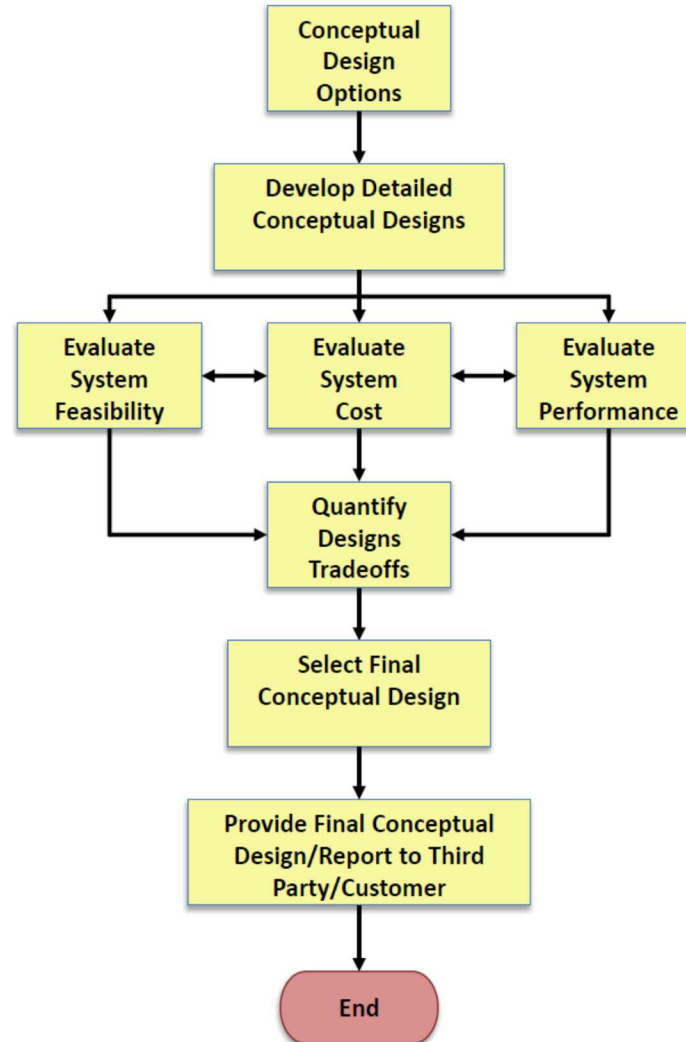 Conceptual
Design
Options
Develop Detailed
Conceptual Designs
Evaluate
System
Feasibility
Evaluate
System
Cost
Evaluate
System
Performance
Quantify
Designs
Tradeoffs
Select Final
Conceptual Design
Provide Final Conceptual
Design/Report to Third
Party/Customer
End